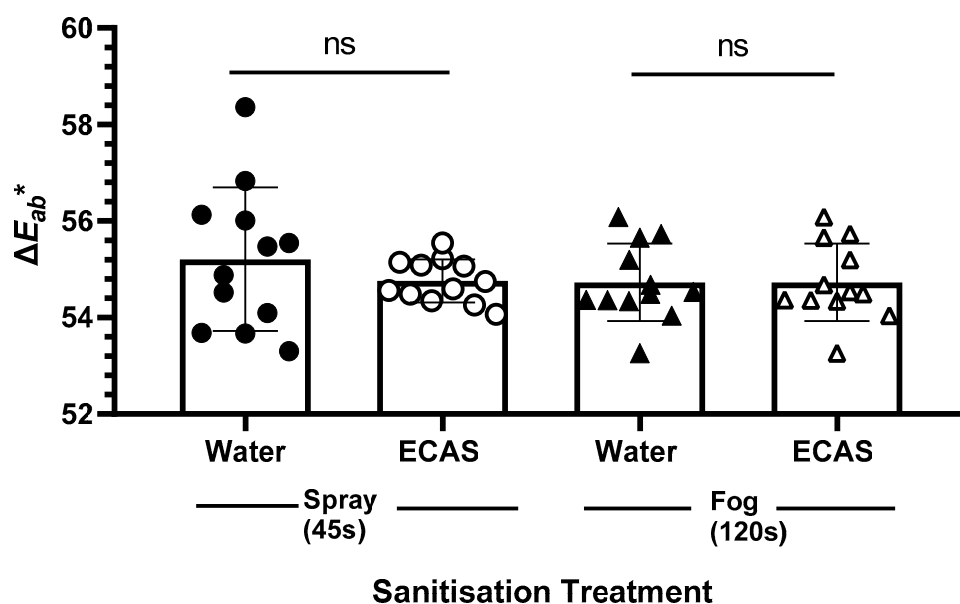 60
58
56
54
52
ΔEab*
ns
ns
Water
ECAS
Water
ECAS
Spray
(45s)
Fog
(120s)
Sanitisation Treatment